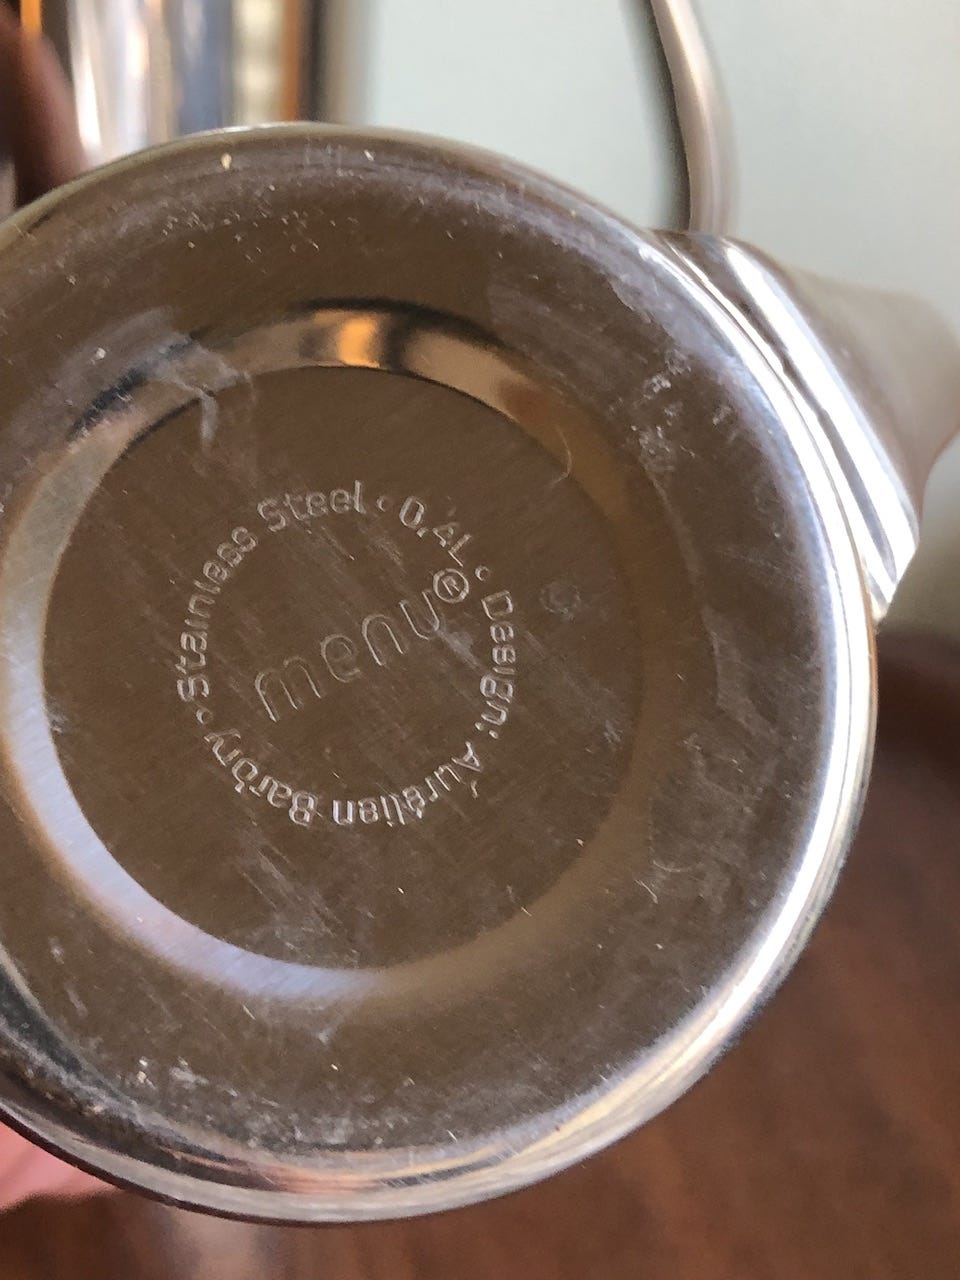 Stainless Steel · 0,4L · Design: Aurélien Barbry ·
menu®